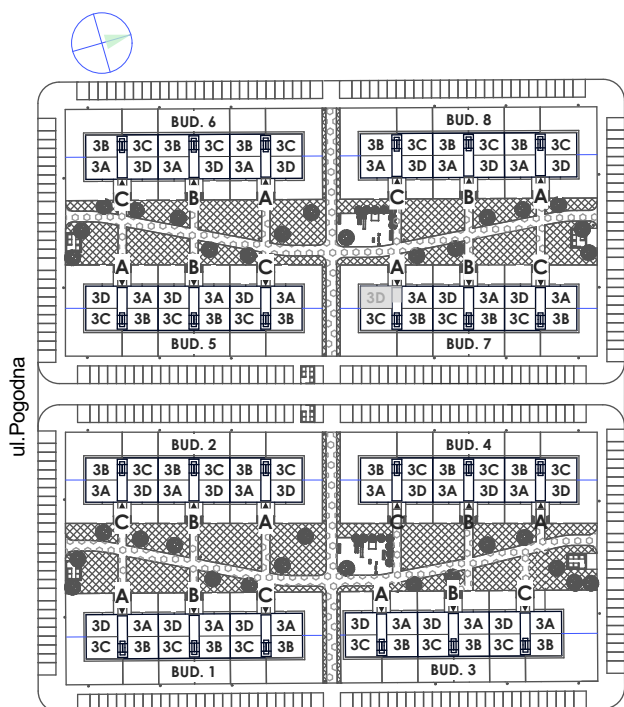 BUD. 6 BUD. 8
3B 3C 3B 3C 3B 3C 3B 3C 3B 3C 3B 3C
3A 3D 3A 3D 3A 3D 3A 3D 3A 3D 3A 3D
C B A C B A
A B C A B C
3D 3A 3D 3A 3D 3A 3D 3A 3D 3A 3D 3A
3C 3B 3C 3B 3C 3B 3C 3B 3C 3B 3C 3B
BUD. 5 BUD. 7
ul.Pogodna
BUD. 2 BUD. 4
3B 3C 3B 3C 3B 3C 3B 3C 3B 3C 3B 3C
3A 3D 3A 3D 3A 3D 3A 3D 3A 3D 3A 3D
C B A C B A
A B C A B C
3D 3A 3D 3A 3D 3A 3D 3A 3D 3A 3D 3A
3C 3B 3C 3B 3C 3B 3C 3B 3C 3B 3C 3B
BUD. 1 BUD. 3